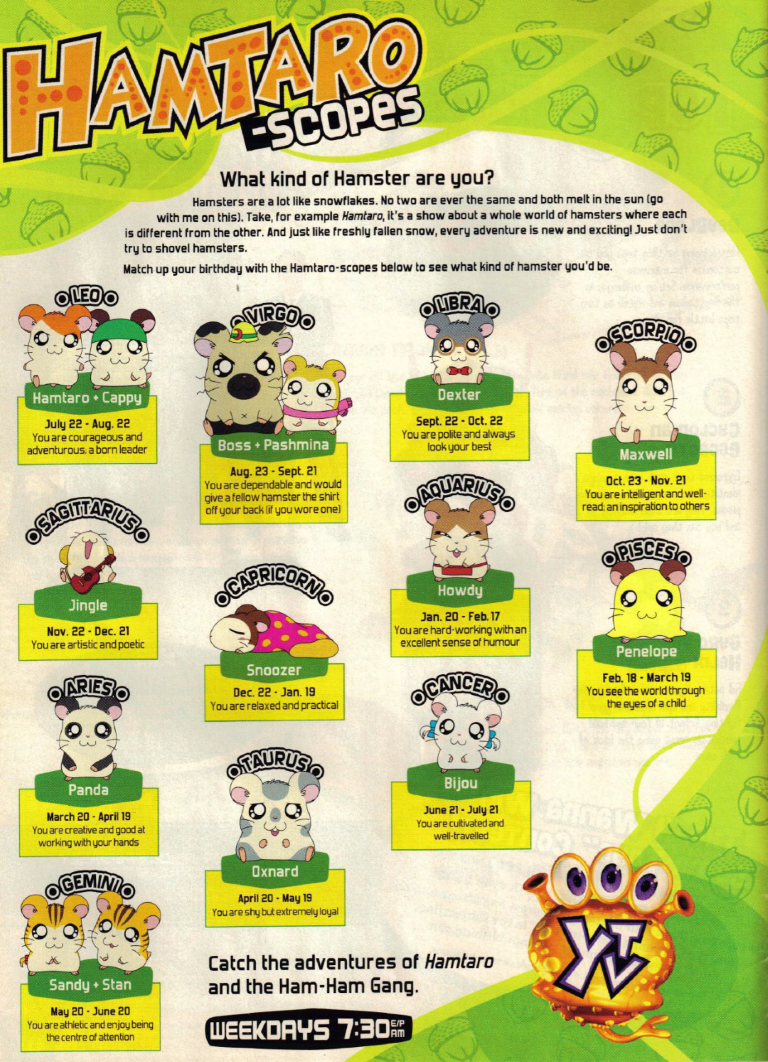 HAMTARO
-SCOPES
What kind of Hamster are you?
Hamsters are a lot like snowflakes. No two are ever the same and both melt in the sun (go
with me on this). Take, for example Hamtaro, it's a show about a whole world of hamsters where each
is different from the other. And just like freshly fallen snow, every adventure is new and exciting! Just don't
try to shovel hamsters.
Match up your birthday with the Hamtaro-scopes below to see what kind of hamster you'd be.
LEO
Hamtaro + Cappy
July 22 - Aug. 22
You are courageous and
adventurous: a born leader
VIRGO
Boss + Pashmina
Aug. 23 - Sept. 21
You are dependable and would
give a fellow hamster the shirt
off your back (if you wore one)
LIBRA
Dexter
Sept. 22 - Oct. 22
You are polite and always
look your best
SCORPIO
Maxwell
Oct. 23 - Nov. 21
You are intelligent and well-
read: an inspiration to others
SAGITTARIUS
Jingle
Nov. 22 - Dec. 21
You are artistic and poetic
CAPRICORN
Snoozer
Dec. 22 - Jan. 19
You are relaxed and practical
AQUARIUS
Howdy
Jan. 20 - Feb. 17
You are hard-working with an
excellent sense of humour
PISCES
Penelope
Feb. 18 - March 19
You see the world through
the eyes of a child
ARIES
Panda
March 20 - April 19
You are creative and good at
working with your hands
TAURUS
Oxnard
April 20 - May 19
You are shy but extremely loyal
CANCER
Bijou
June 21 - July 21
You are cultivated and
well-travelled
GEMINI
Sandy + Stan
May 20 - June 20
You are athletic and enjoy being
the centre of attention
Catch the adventures of Hamtaro
and the Ham-Ham Gang.
WEEKDAYS 7:30 E/P AM
YTV